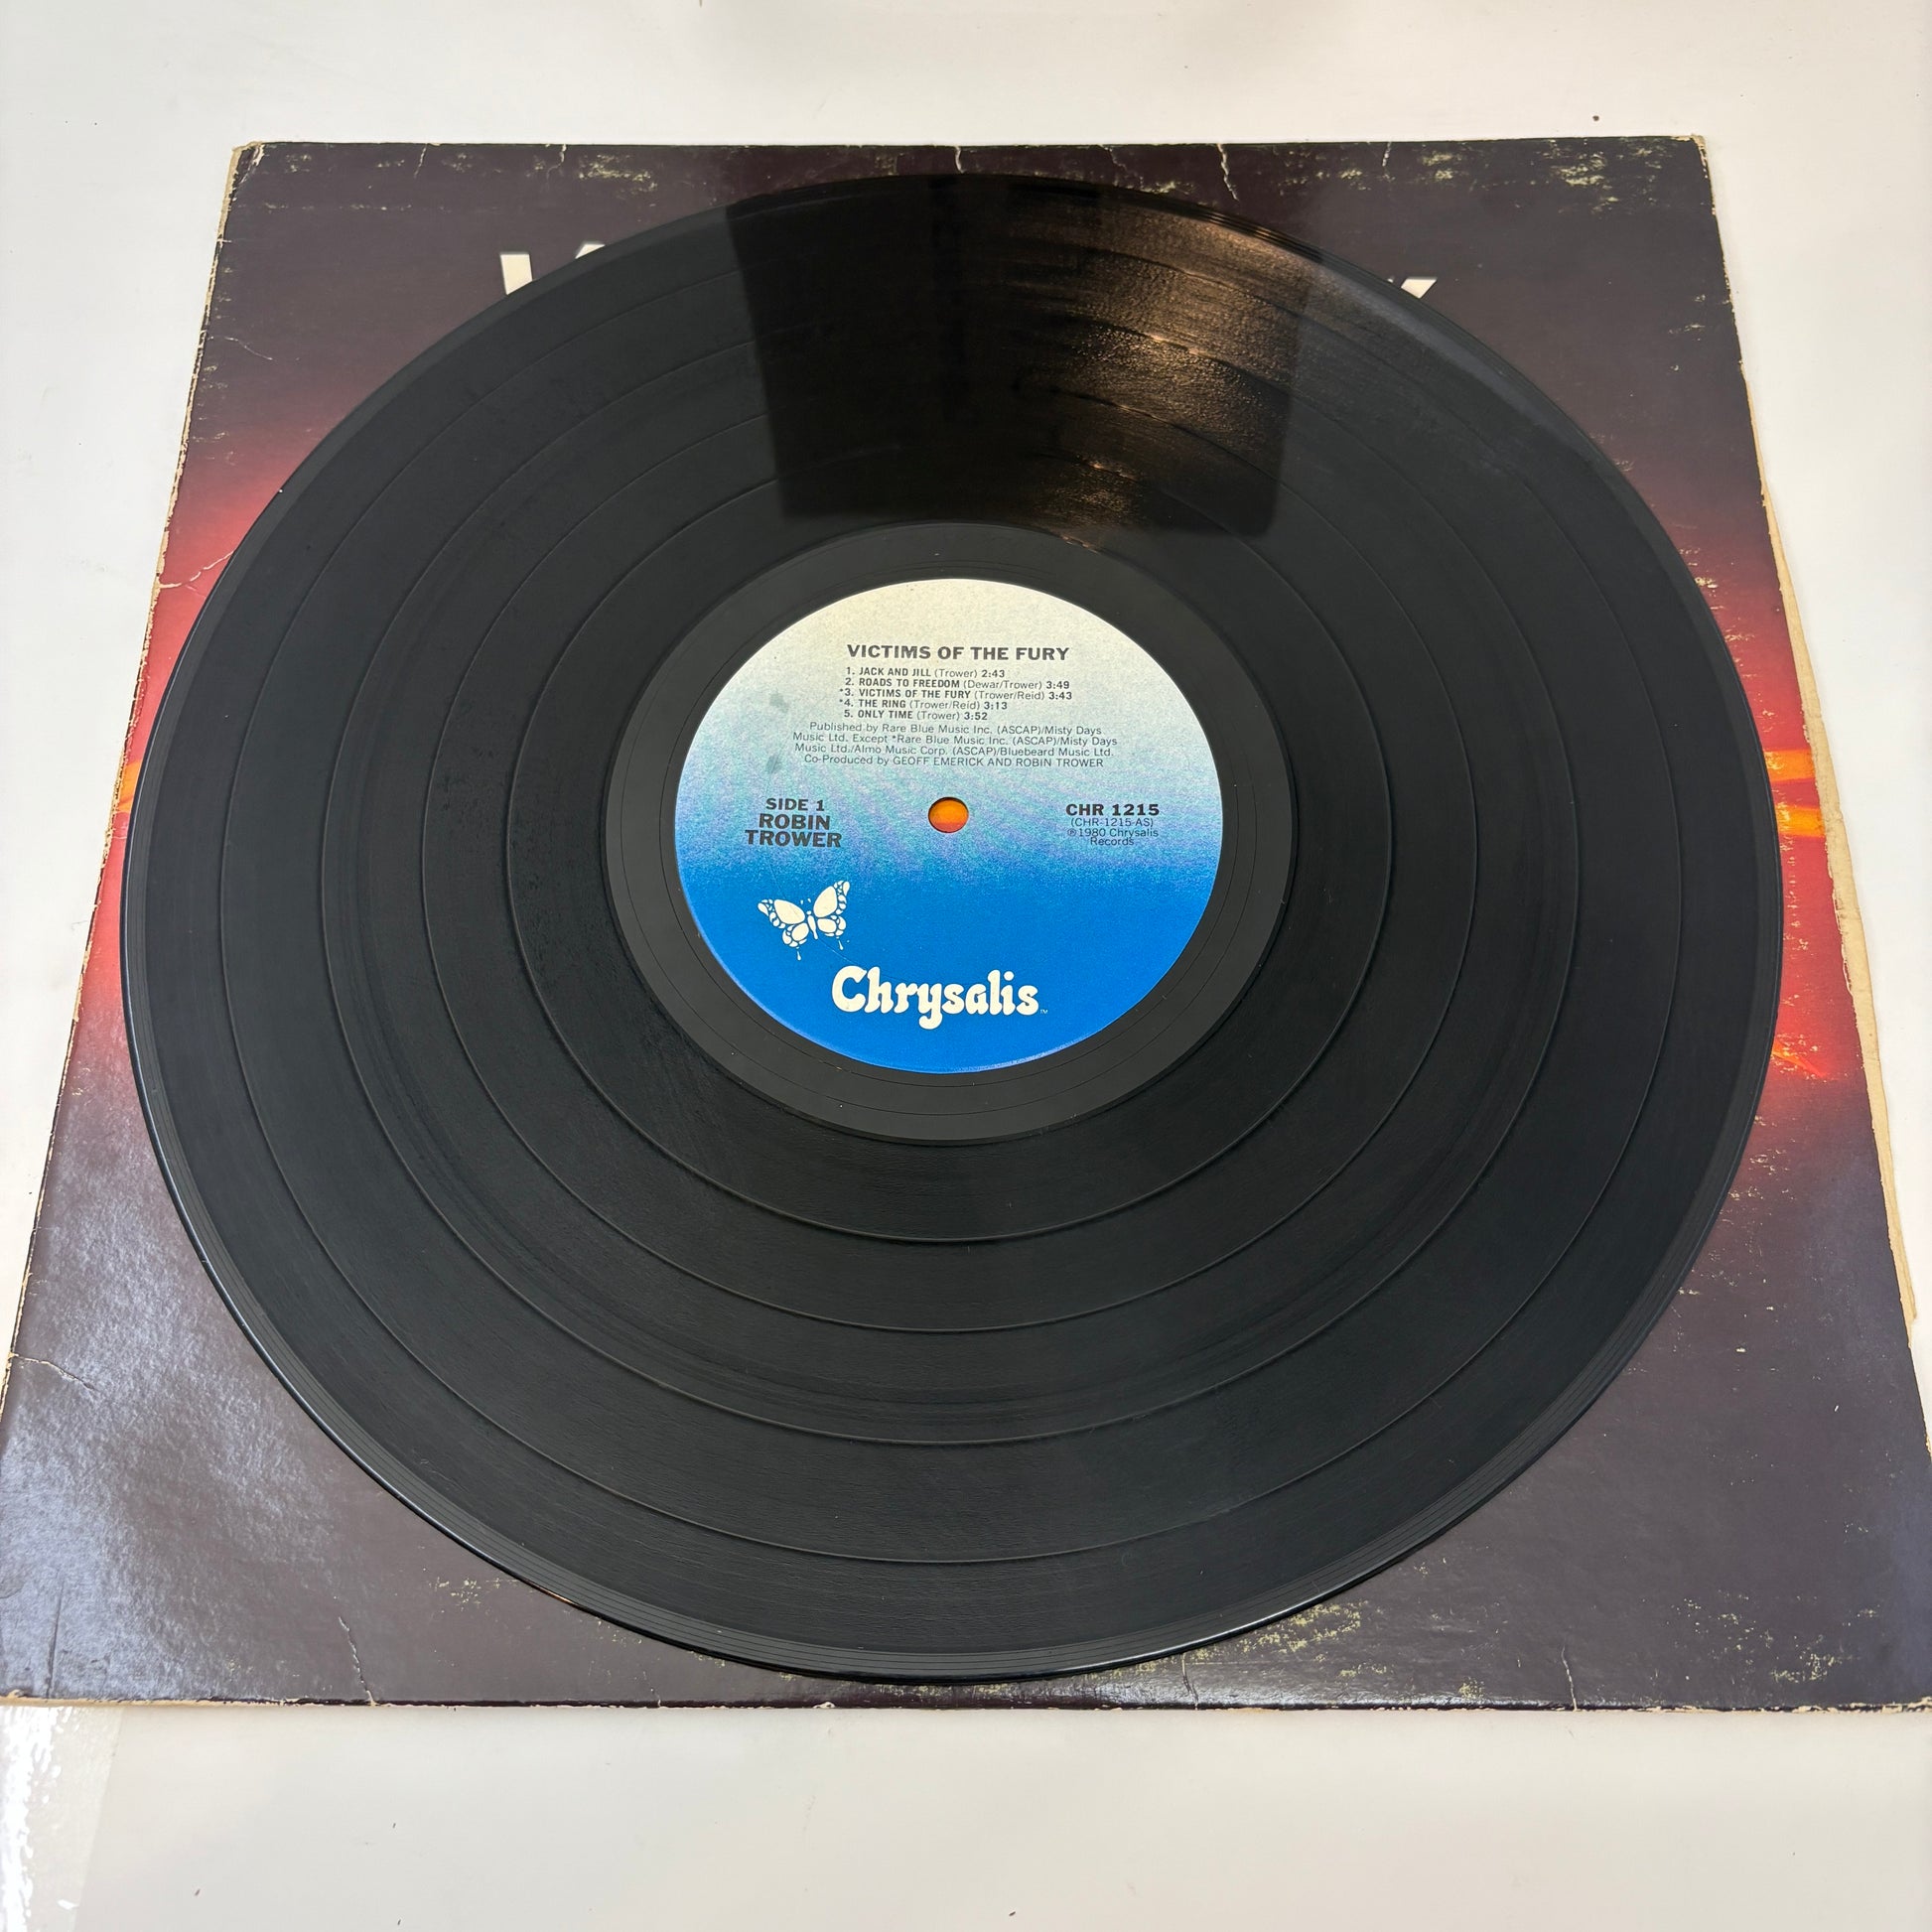 VICTIMS OF THE FURY
1. JACK AND JILL (Trower) 2:43
2. ROADS TO FREEDOM (Dewar/Trower) 3:49
*3. VICTIMS OF THE FURY (Trower/Reid) 3:43
*4. THE RING (Trower/Reid) 3:13
5. ONLY TIME (Trower) 3:52
Published by Rare Blue Music Inc. (ASCAP)/Misty Days
Music Ltd. Except *Rare Blue Music Inc. (ASCAP)/Misty Days
Music Ltd./Almo Music Corp. (ASCAP)/Bluebeard Music Ltd.
Co-Produced by GEOFF EMERICK AND ROBIN TROWER
SIDE 1
ROBIN
TROWER
CHR 1215
(CHR-1215-AS)
℗ 1980 Chrysalis
Records
Chrysalis™